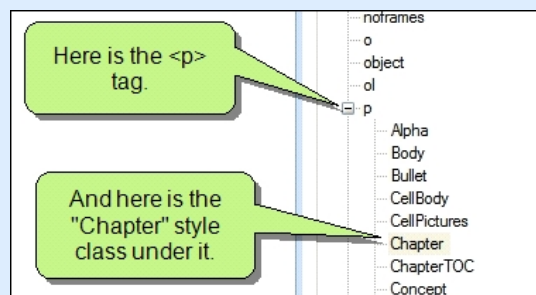 Here is the <p>
tag.
And here is the
"Chapter" style
class under it.
noframes
o
object
ol
p
Alpha
Body
Bullet
CellBody
CellPictures
Chapter
ChapterTOC
Concept